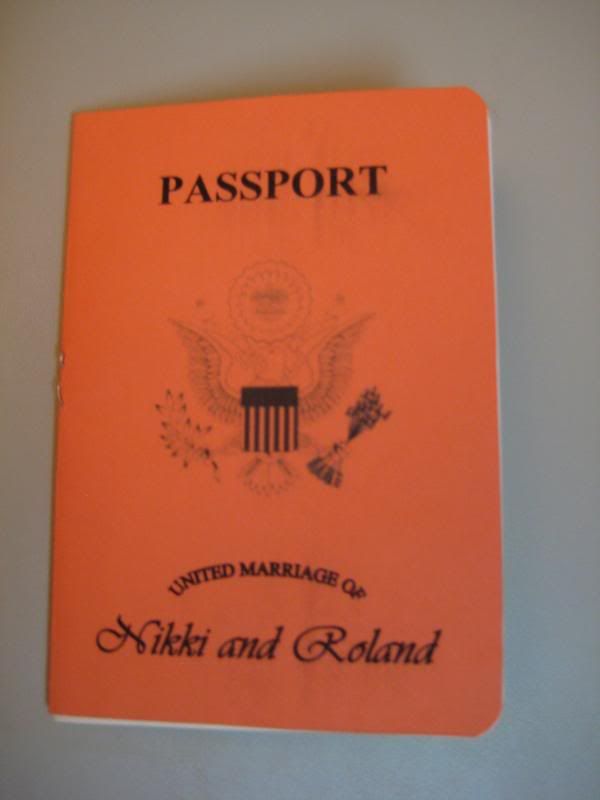 PASSPORT
UNITED MARRIAGE OF
Nikki and Roland